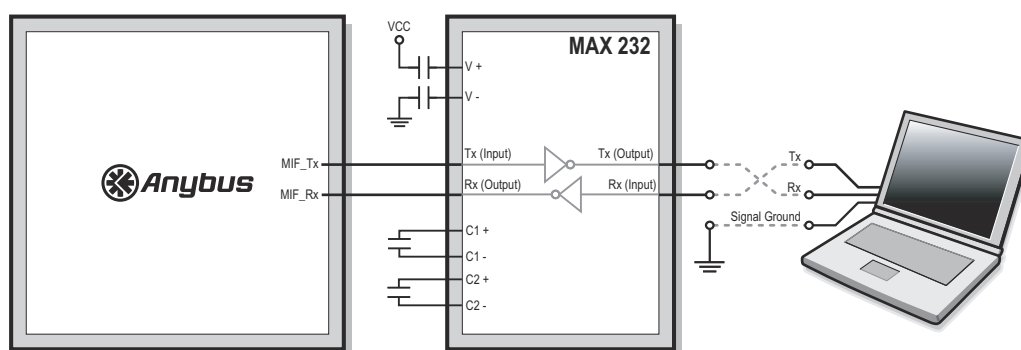 VCC
MAX 232
V +
V -
MIF_Tx
Tx (Input)
Tx (Output)
Tx
Anybus
MIF_Rx
Rx (Output)
Rx (Input)
Rx
Signal Ground
C1 +
C1 -
C2 +
C2 -